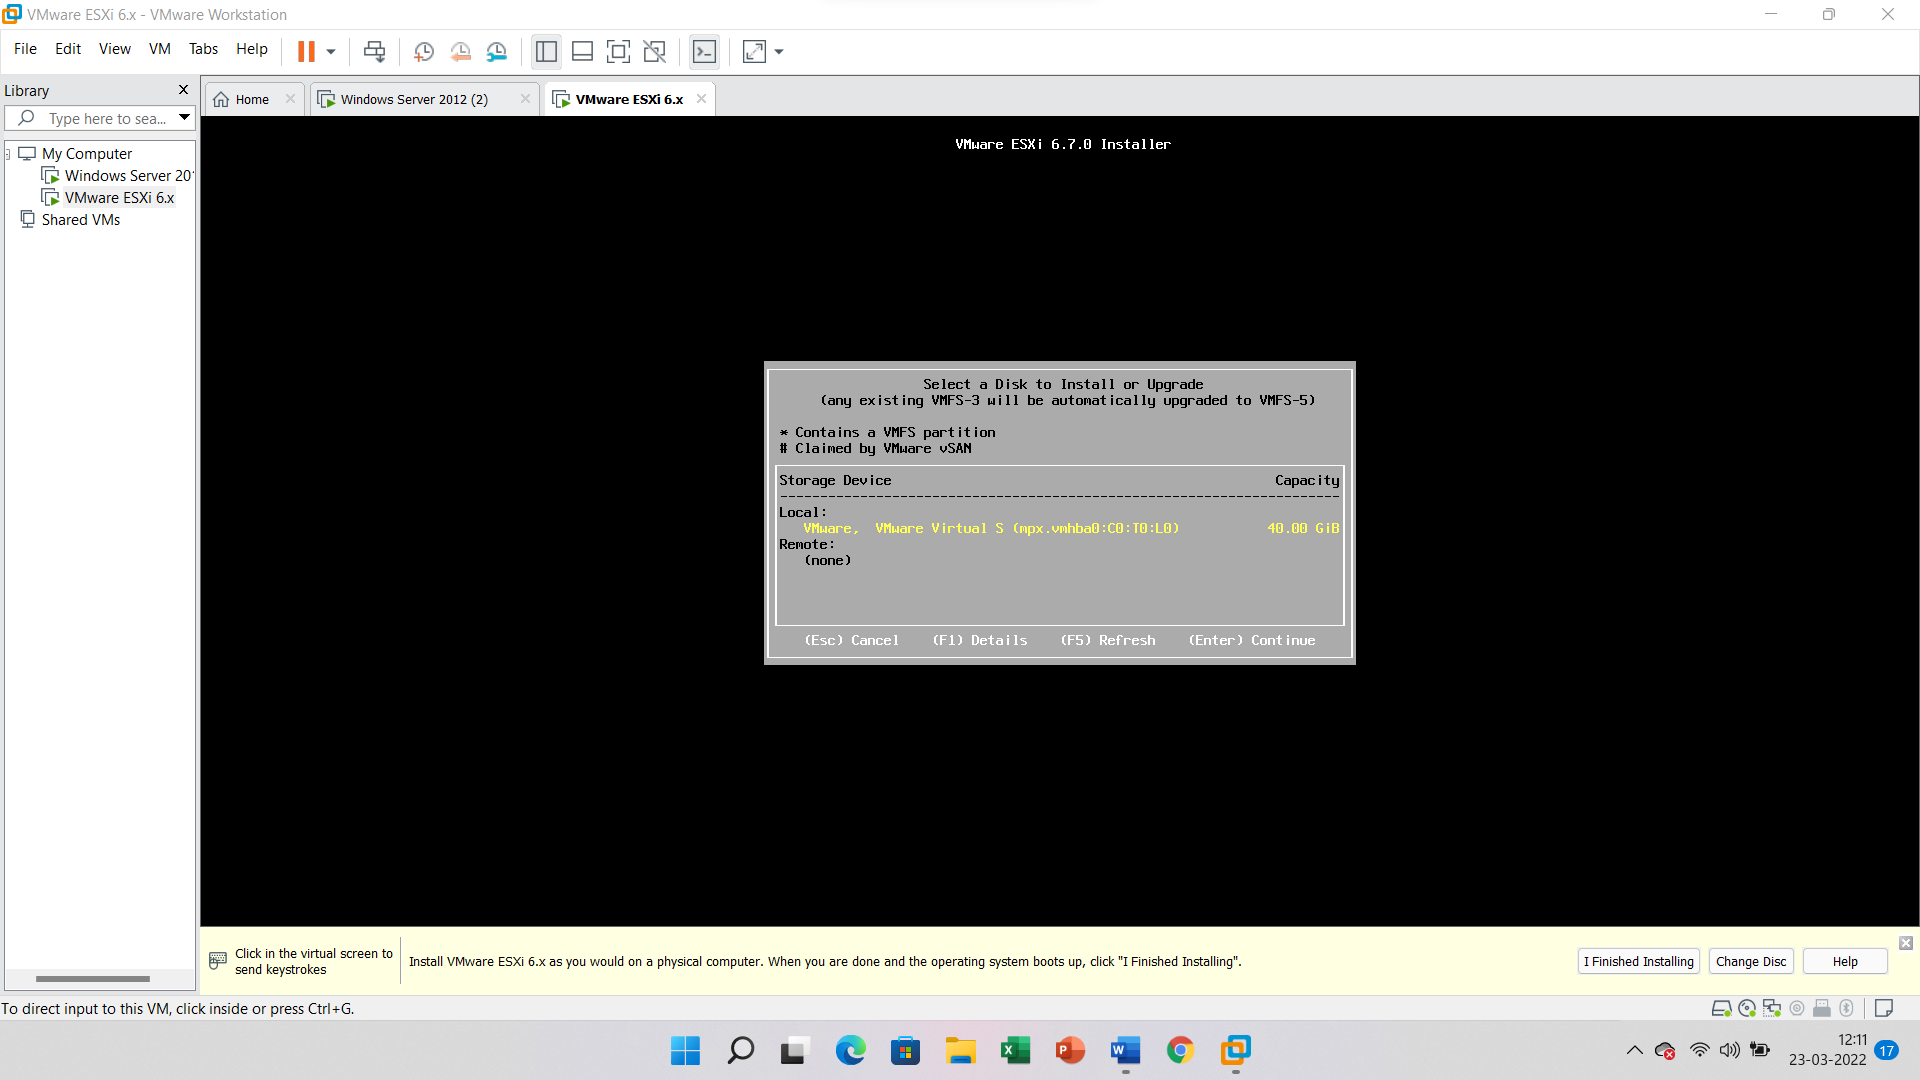 VMware ESXi 6.x - VMware Workstation
File Edit View VM Tabs Help
Library
Type here to sea...
Home
Windows Server 2012 (2)
VMware ESXi 6.x
My Computer
Windows Server 20
VMware ESXi 6.x
Shared VMs
VMware ESXi 6.7.0 Installer
Select a Disk to Install or Upgrade
(any existing VMFS-3 will be automatically upgraded to VMFS-5)
* Contains a VMFS partition
# Claimed by VMware vSAN
Storage Device Capacity
Local:
VMware, VMware Virtual S (mpx.vmhba0:C0:T0:L0) 40.00 GiB
Remote:
(none)
(Esc) Cancel (F1) Details (F5) Refresh (Enter) Continue
Click in the virtual screen to
send keystrokes
Install VMware ESXi 6.x as you would on a physical computer. When you are done and the operating system boots up, click "I Finished Installing".
I Finished Installing Change Disc Help
To direct input to this VM, click inside or press Ctrl+G.
12:11
23-03-2022
17